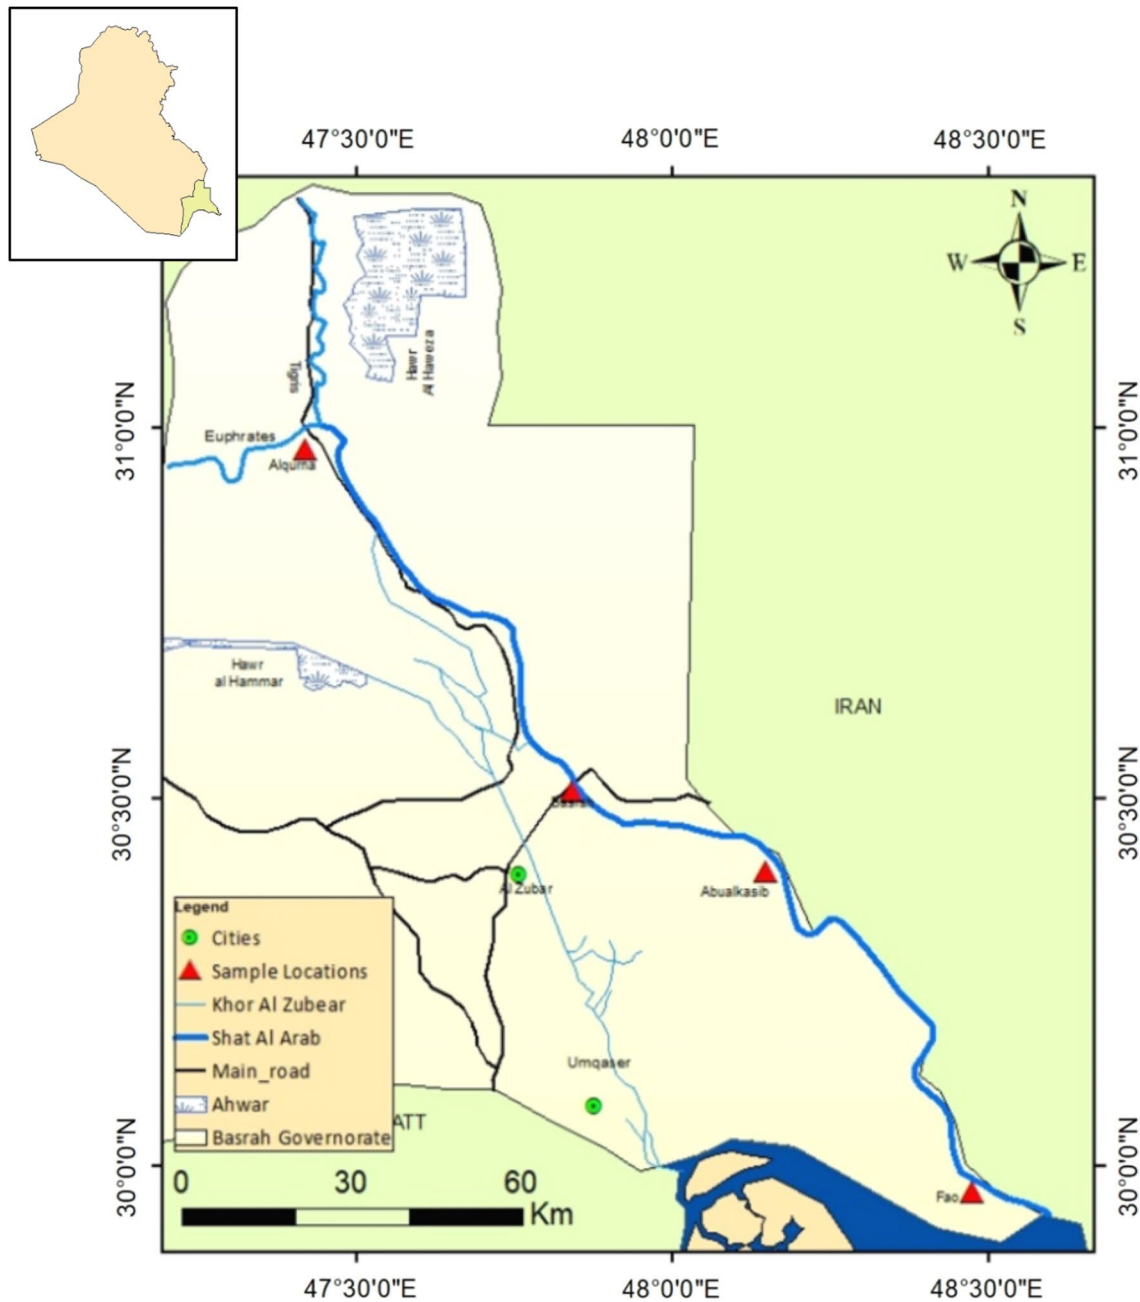 47°30'0"E 48°0'0"E 48°30'0"E
N
W E
S
Tigris
Hawr
Al Haweza
31°0'0"N 31°0'0"N
Euphrates
Alqurna
Hawr
al Hammar
IRAN
30°30'0"N 30°30'0"N
Basrah
Al Zubar
Abualkasib
Legend
Cities
Sample Locations
Khor Al Zubear
Shat Al Arab
Main_road
Ahwar
Basrah Governorate
Umqaser
ATT
30°0'0"N 30°0'0"N
Fao
0 30 60
Km
47°30'0"E 48°0'0"E 48°30'0"E